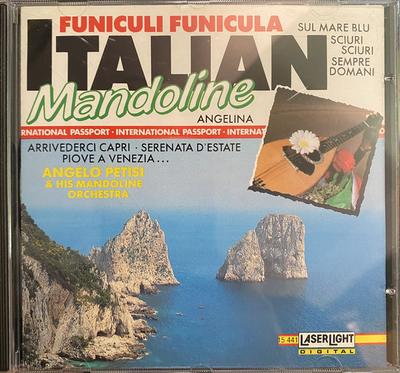 FUNICULI FUNICULA
ITALIAN
Mandoline
SUL MARE BLU
SCIURI
SCIURI
SEMPRE
DOMANI
ANGELINA
RNATIONAL PASSPORT · INTERNATIONAL PASSPORT · INTERNAT
ARRIVEDERCI CAPRI · SERENATA D'ESTATE
PIOVE A VENEZIA...
ANGELO PETISI
& HIS MANDOLINE
ORCHESTRA
15 441
LASERLIGHT
DIGITAL